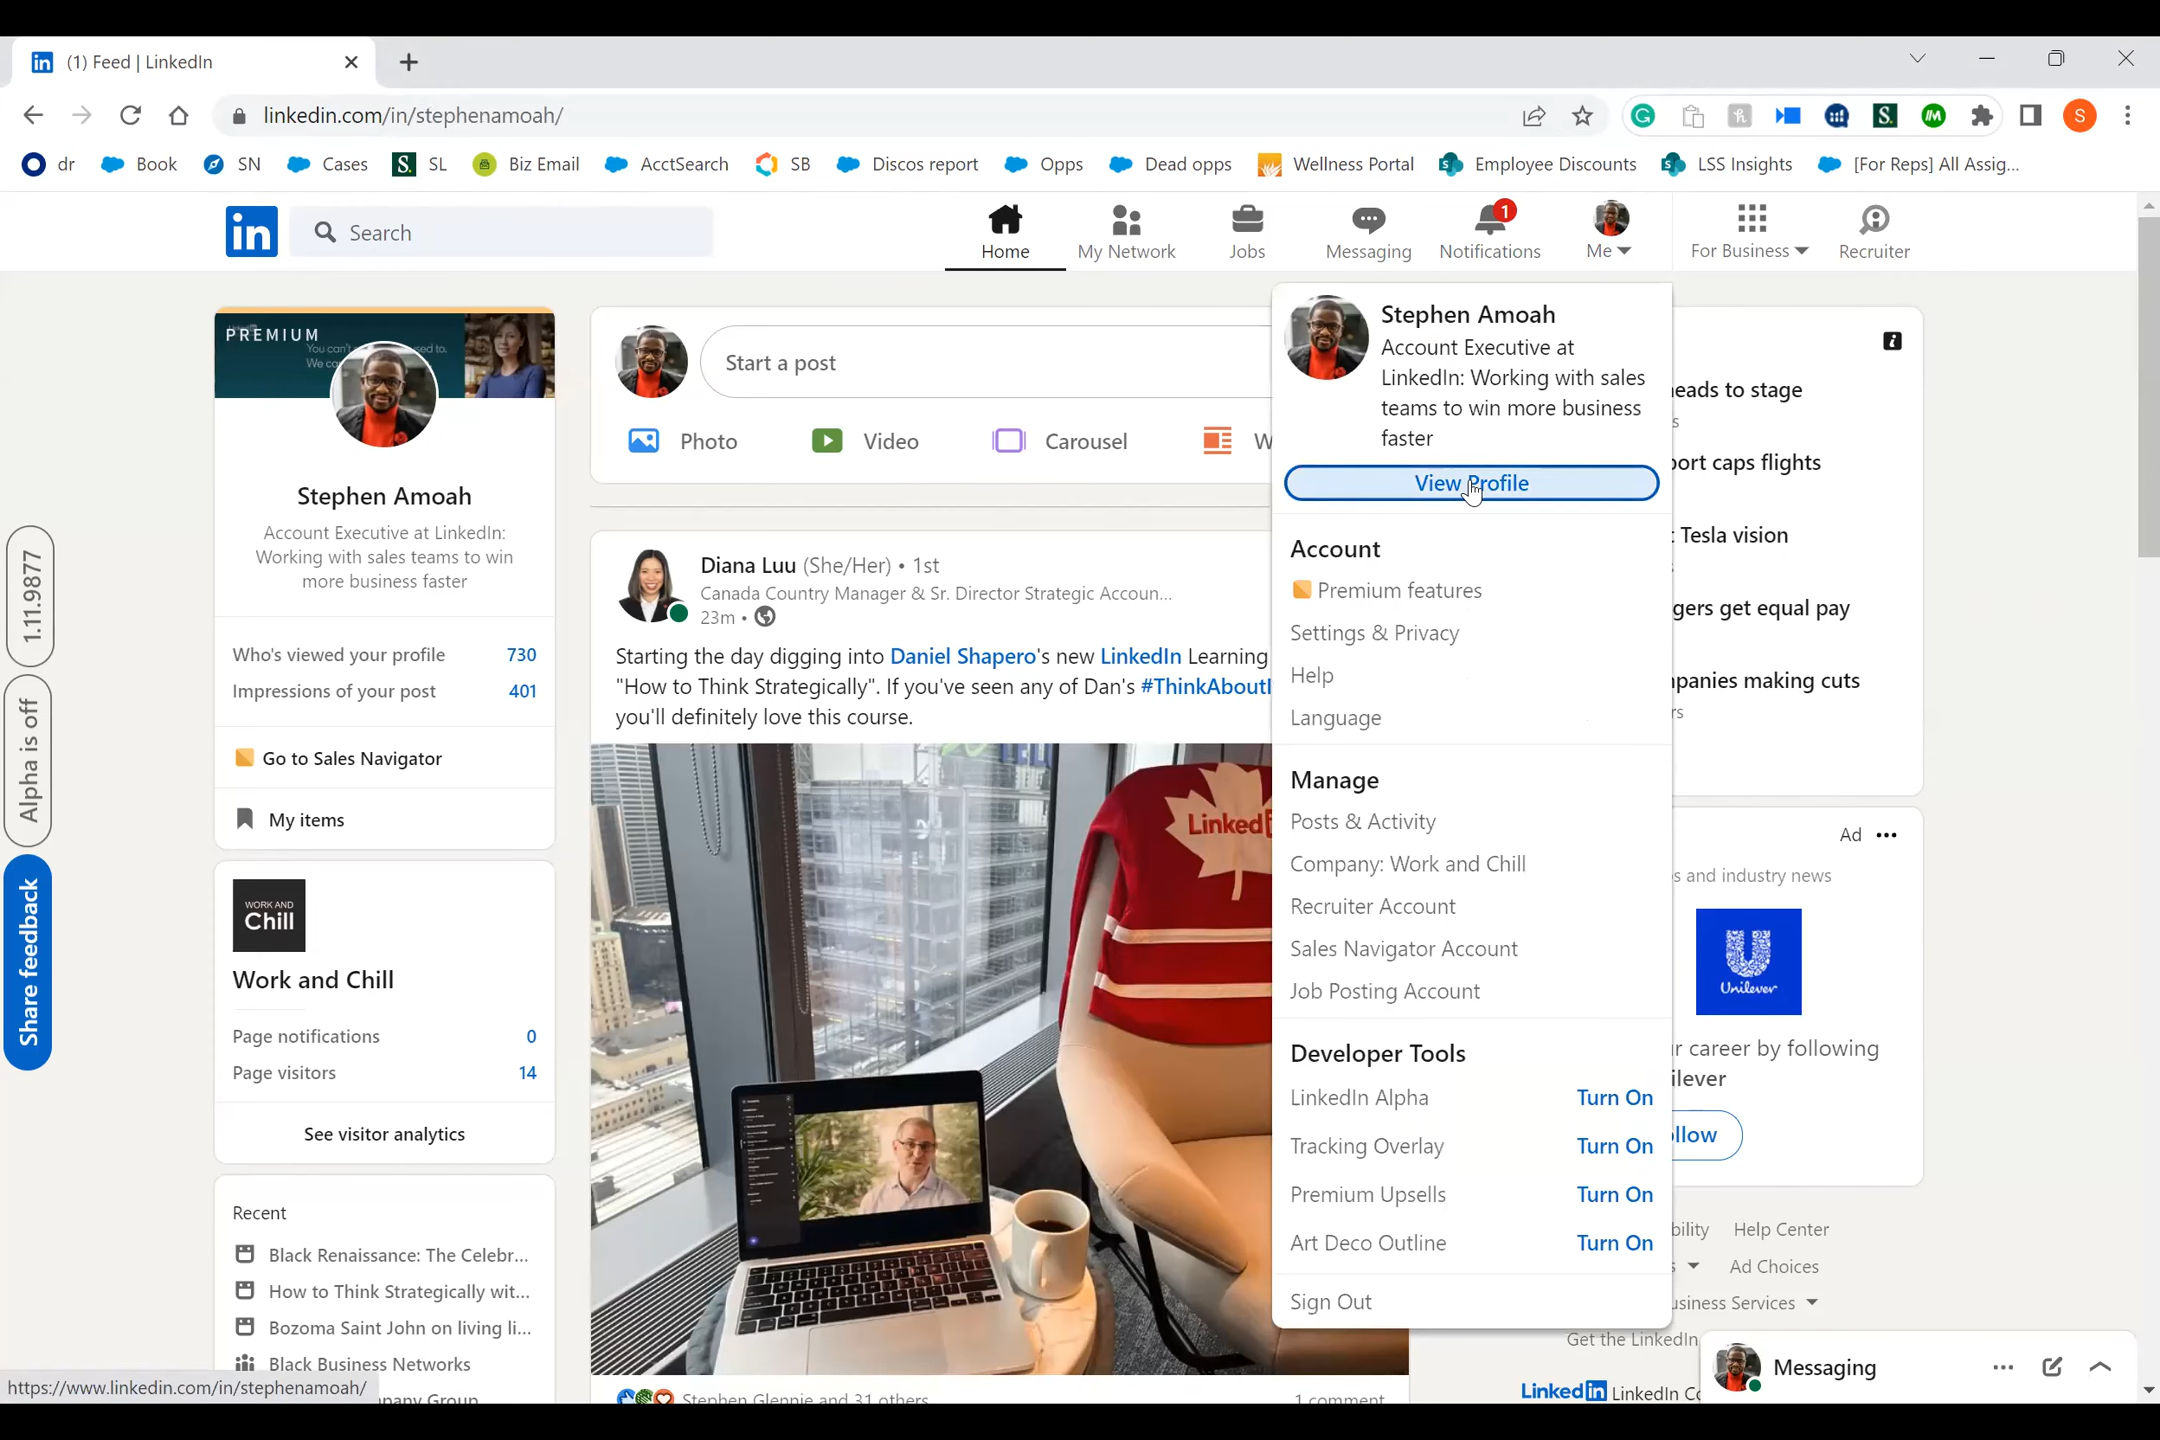 (1) Feed | LinkedIn
linkedin.com/in/stephenamoah/
S
dr
Book
SN
Cases
SL
Biz Email
AcctSearch
SB
Discos report
Opps
Dead opps
Wellness Portal
Employee Discounts
LSS Insights
[For Reps] All Assig...
in
Search
Home
My Network
Jobs
Messaging
1
Notifications
Me
For Business
Recruiter
PREMIUM
Stephen Amoah
Account Executive at LinkedIn:
Working with sales teams to win
more business faster
Who's viewed your profile 730
Impressions of your post 401
Go to Sales Navigator
My items
WORK AND
Chill
Work and Chill
Page notifications 0
Page visitors 14
See visitor analytics
Recent
Black Renaissance: The Celebr...
How to Think Strategically wit...
Bozoma Saint John on living li...
Black Business Networks
https://www.linkedin.com/in/stephenamoah/
1.11.9877
Alpha is off
Share feedback
Start a post
Photo
Video
Carousel
W
Diana Luu (She/Her) • 1st
Canada Country Manager & Sr. Director Strategic Accoun...
23m •
Starting the day digging into Daniel Shapero's new LinkedIn Learning
"How to Think Strategically". If you've seen any of Dan's #ThinkAboutI
you'll definitely love this course.
Linked
Stephen Glennie and 31 others
1 comment
Stephen Amoah
Account Executive at
LinkedIn: Working with sales
teams to win more business
faster
View Profile
Account
Premium features
Settings & Privacy
Help
Language
Manage
Posts & Activity
Company: Work and Chill
Recruiter Account
Sales Navigator Account
Job Posting Account
Developer Tools
LinkedIn Alpha Turn On
Tracking Overlay Turn On
Premium Upsells Turn On
Art Deco Outline Turn On
Sign Out
eads to stage
ort caps flights
t Tesla vision
gers get equal pay
panies making cuts
rs
Ad
s and industry news
Unilever
r career by following
ilever
llow
bility Help Center
s Ad Choices
usiness Services
Get the LinkedIn
Linkedin LinkedIn Co
Messaging